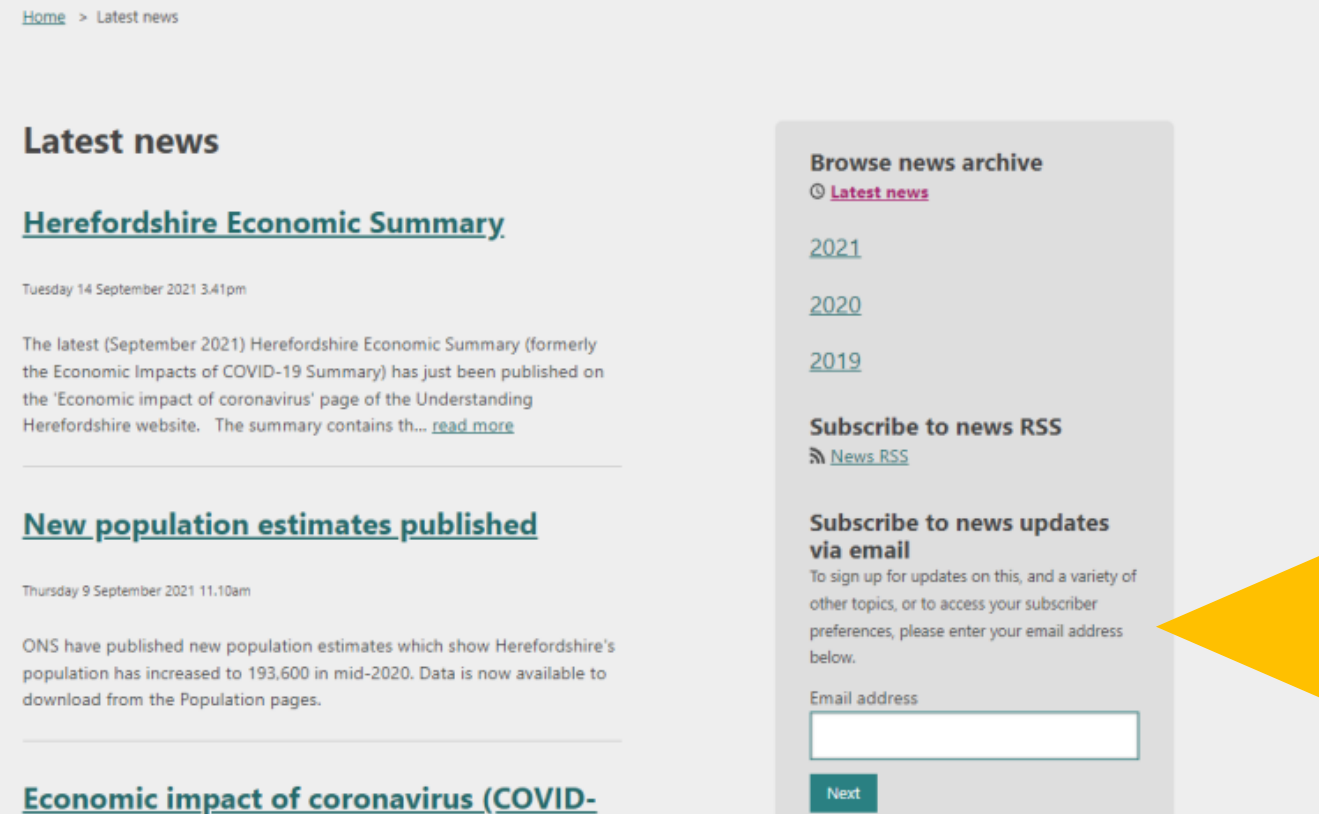 Home > Latest news
Latest news
Herefordshire Economic Summary
Tuesday 14 September 2021 3.41pm
The latest (September 2021) Herefordshire Economic Summary (formerly
the Economic Impacts of COVID-19 Summary) has just been published on
the 'Economic impact of coronavirus' page of the Understanding
Herefordshire website. The summary contains th... read more
New population estimates published
Thursday 9 September 2021 11.10am
ONS have published new population estimates which show Herefordshire's
population has increased to 193,600 in mid-2020. Data is now available to
download from the Population pages.
Economic impact of coronavirus (COVID-
Browse news archive
Latest news
2021
2020
2019
Subscribe to news RSS
News RSS
Subscribe to news updates
via email
To sign up for updates on this, and a variety of
other topics, or to access your subscriber
preferences, please enter your email address
below.
Email address
Next